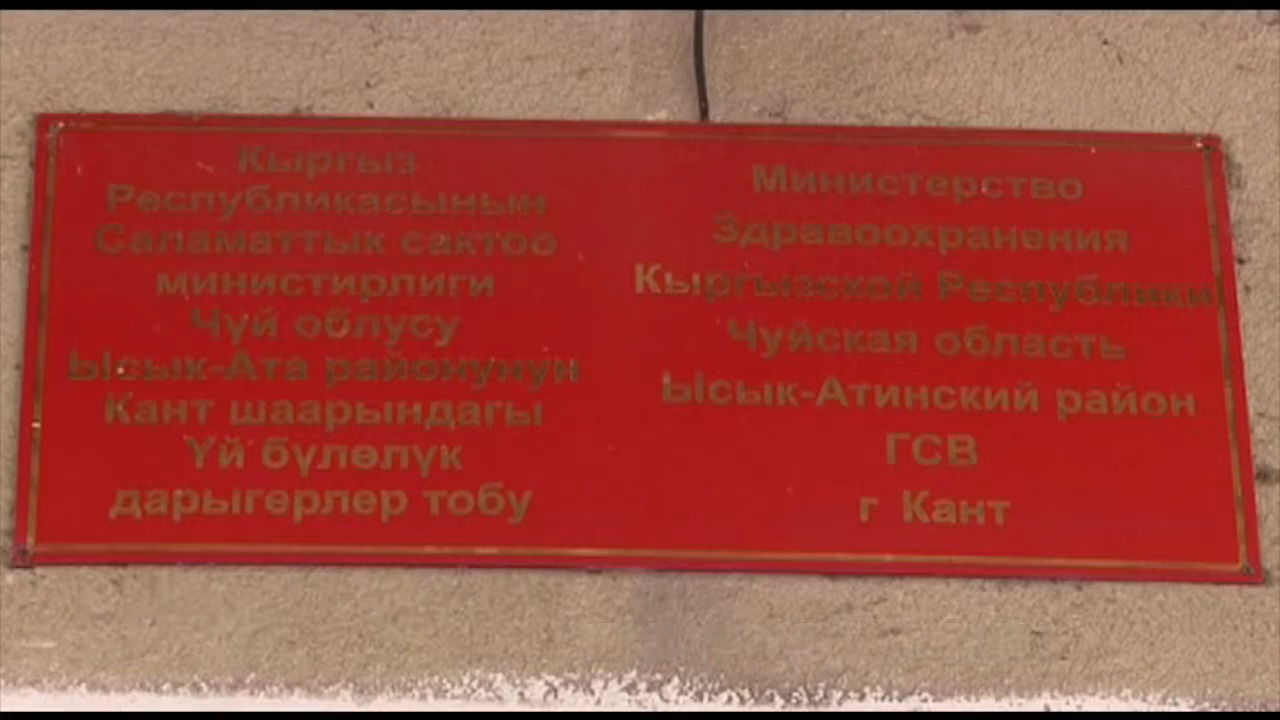 Кыргыз
Республикасынын
Саламаттык сактоо
министирлиги
Чүй облусу
Ысык-Ата районунун
Кант шаарындагы
Үй бүлөлүк
дарыгерлер тобу
Министерство
Здравоохранения
Кыргызской Республики
Чуйская область
Ысык-Атинский район
ГСВ
г Кант